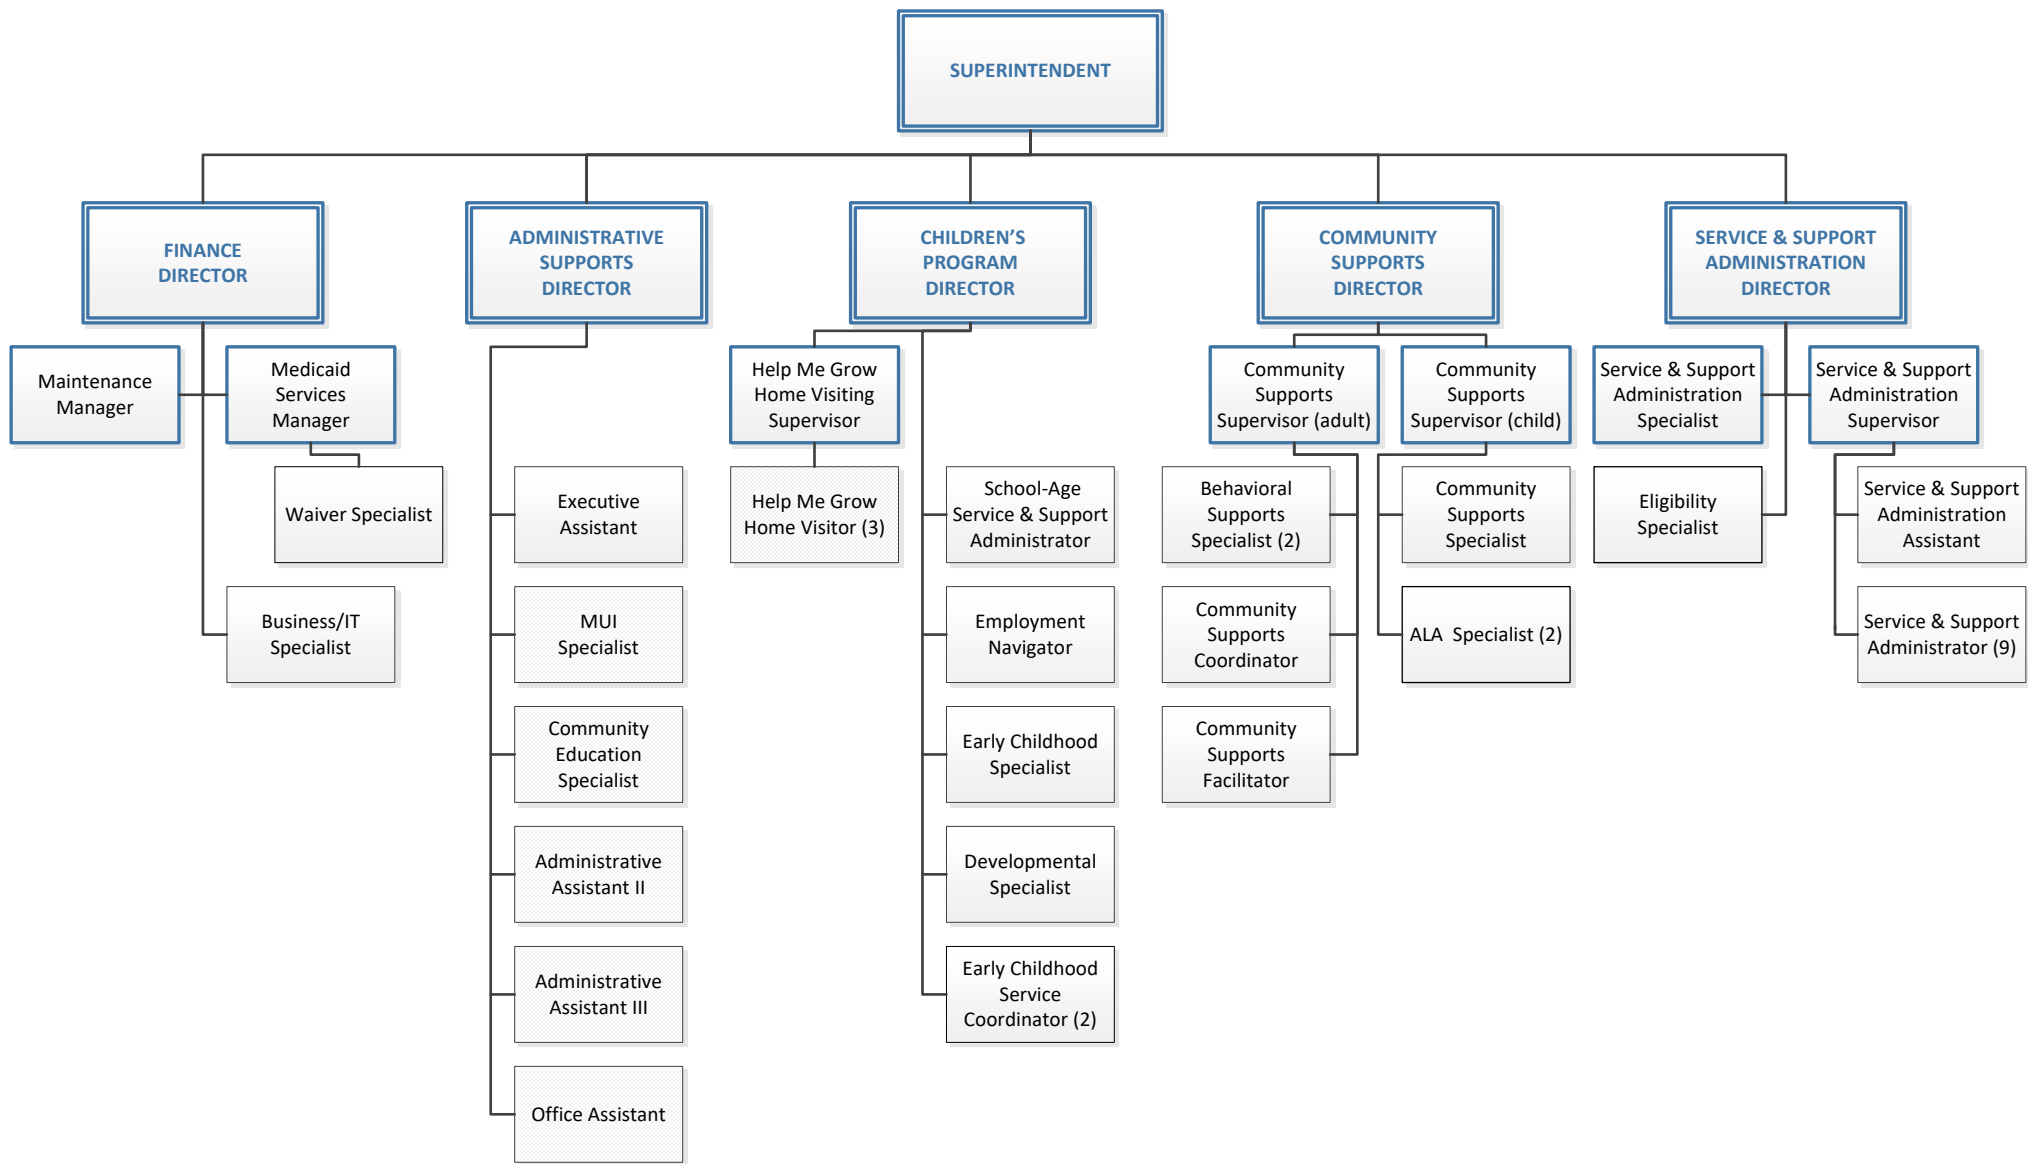 SUPERINTENDENT
FINANCE
DIRECTOR
ADMINISTRATIVE
SUPPORTS
DIRECTOR
CHILDREN’S
PROGRAM
DIRECTOR
COMMUNITY
SUPPORTS
DIRECTOR
SERVICE & SUPPORT
ADMINISTRATION
DIRECTOR
Maintenance
Manager
Medicaid
Services
Manager
Waiver Specialist
Business/IT
Specialist
Executive
Assistant
MUI
Specialist
Community
Education
Specialist
Administrative
Assistant II
Administrative
Assistant III
Office Assistant
Help Me Grow
Home Visiting
Supervisor
Help Me Grow
Home Visitor (3)
School-Age
Service & Support
Administrator
Employment
Navigator
Early Childhood
Specialist
Developmental
Specialist
Early Childhood
Service
Coordinator (2)
Community
Supports
Supervisor (adult)
Behavioral
Supports
Specialist (2)
Community
Supports
Coordinator
Community
Supports
Facilitator
Community
Supports
Supervisor (child)
Community
Supports
Specialist
ALA  Specialist (2)
Service & Support
Administration
Specialist
Eligibility
Specialist
Service & Support
Administration
Supervisor
Service & Support
Administration
Assistant
Service & Support
Administrator (9)